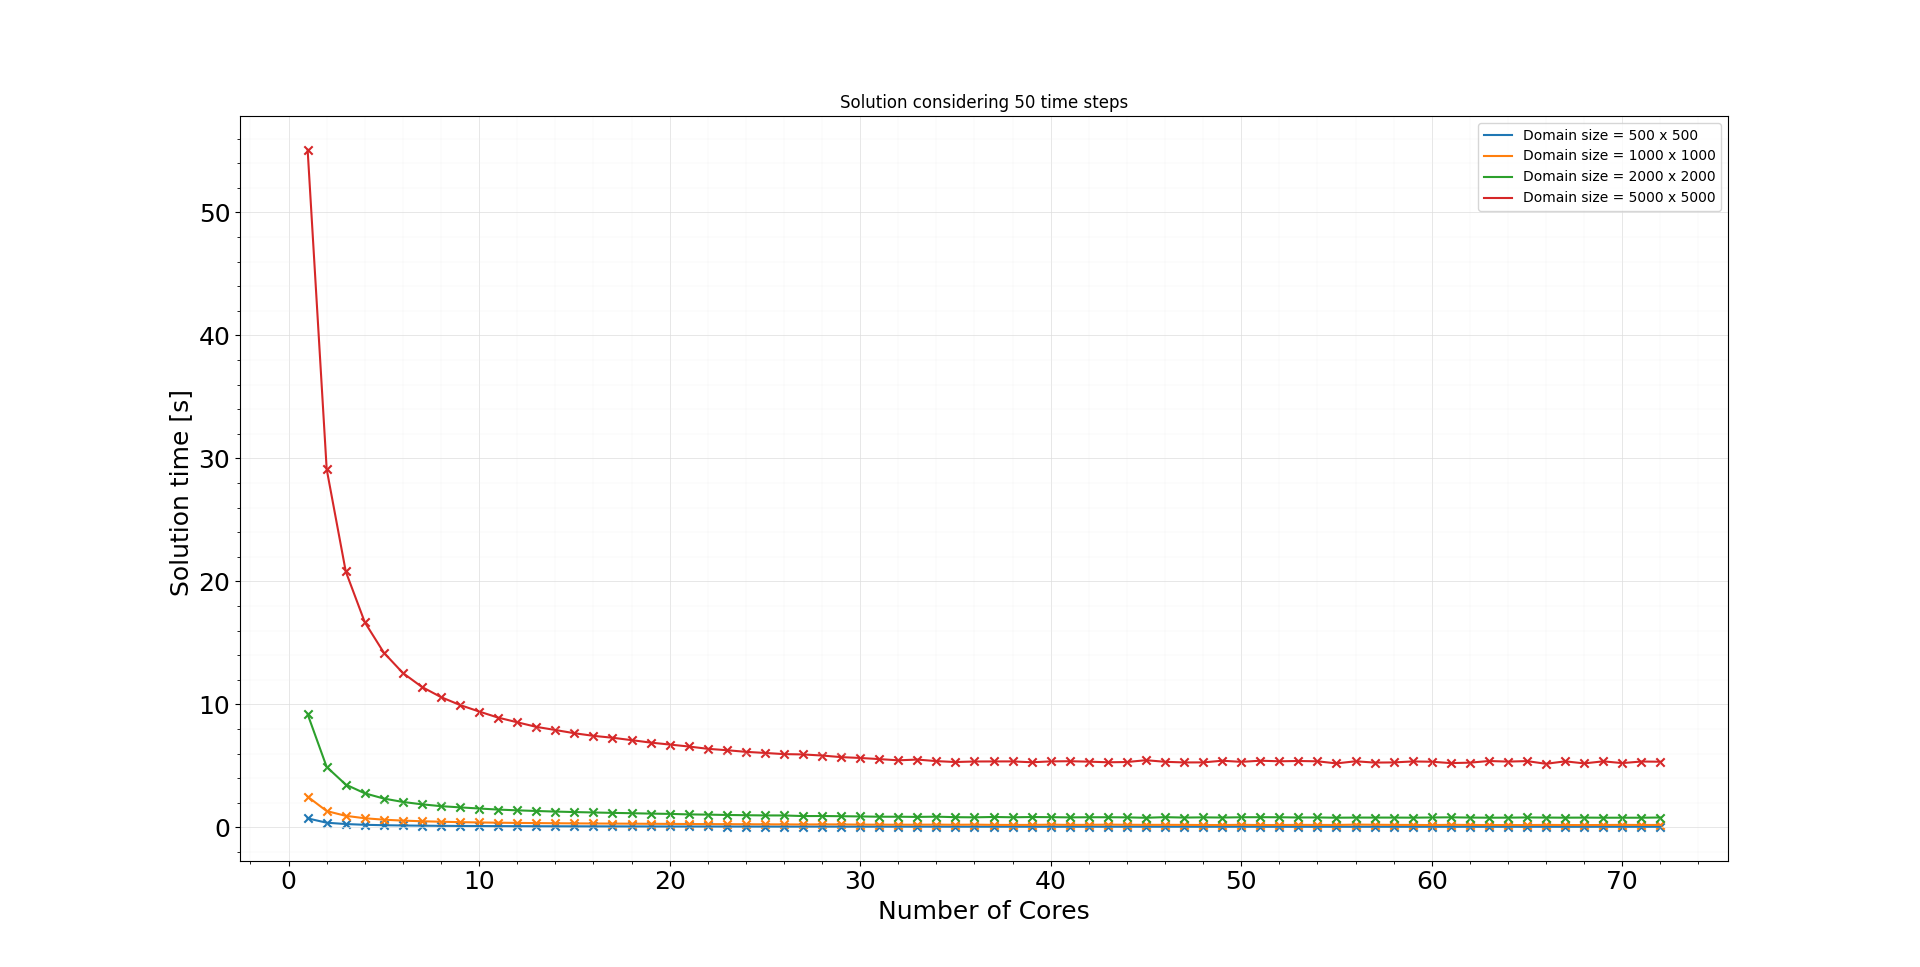 Solution considering 50 time steps
Domain size = 500 x 500
Domain size = 1000 x 1000
Domain size = 2000 x 2000
Domain size = 5000 x 5000
Solution time [s]
50
40
30
20
10
0
0 10 20 30 40 50 60 70
Number of Cores